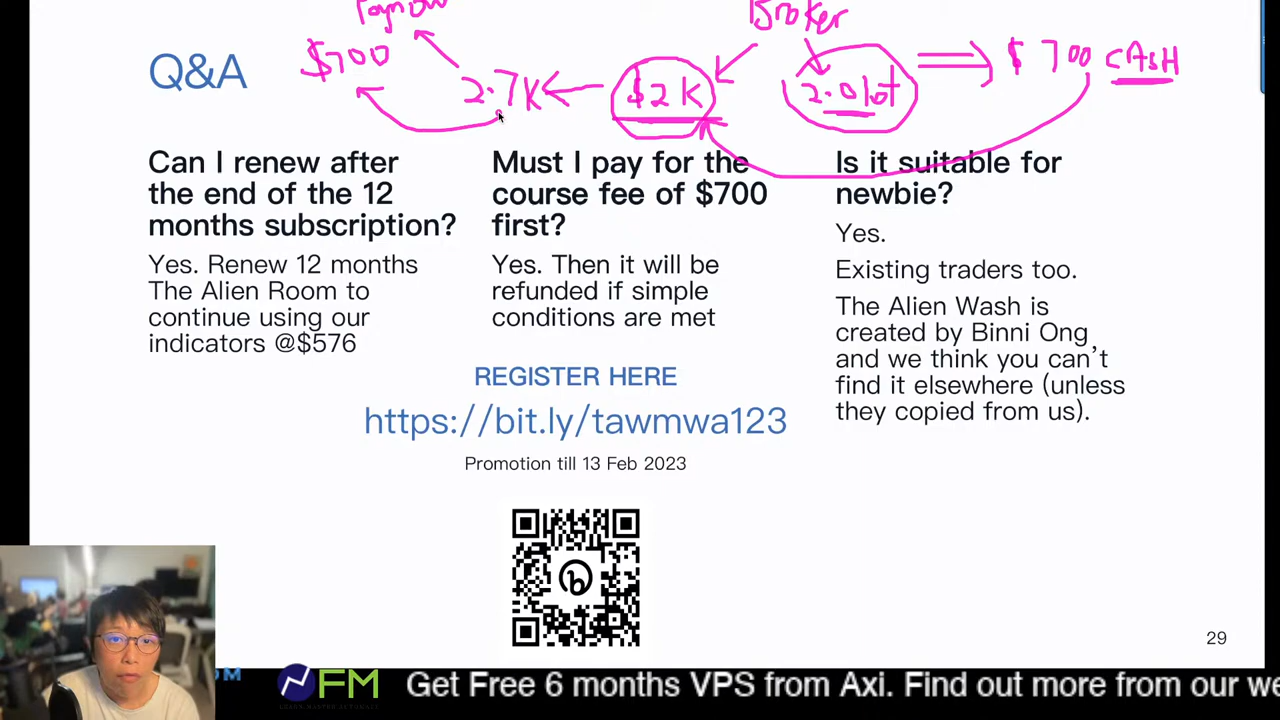 Paynow
Broker
$700
2.7K
$2K
2.0lot
$ 700 CASH
Q&A
Can I renew after
the end of the 12
months subscription?
Yes. Renew 12 months
The Alien Room to
continue using our
indicators @$576
Must I pay for the
course fee of $700
first?
Yes. Then it will be
refunded if simple
conditions are met
Is it suitable for
newbie?
Yes.
Existing traders too.
The Alien Wash is
created by Binni Ong
and we think you can't
find it elsewhere (unless
they copied from us).
REGISTER HERE
https://bit.ly/tawmwa123
Promotion till 13 Feb 2023
29
OM
FM
Get Free 6 months VPS from Axi. Find out more from our we